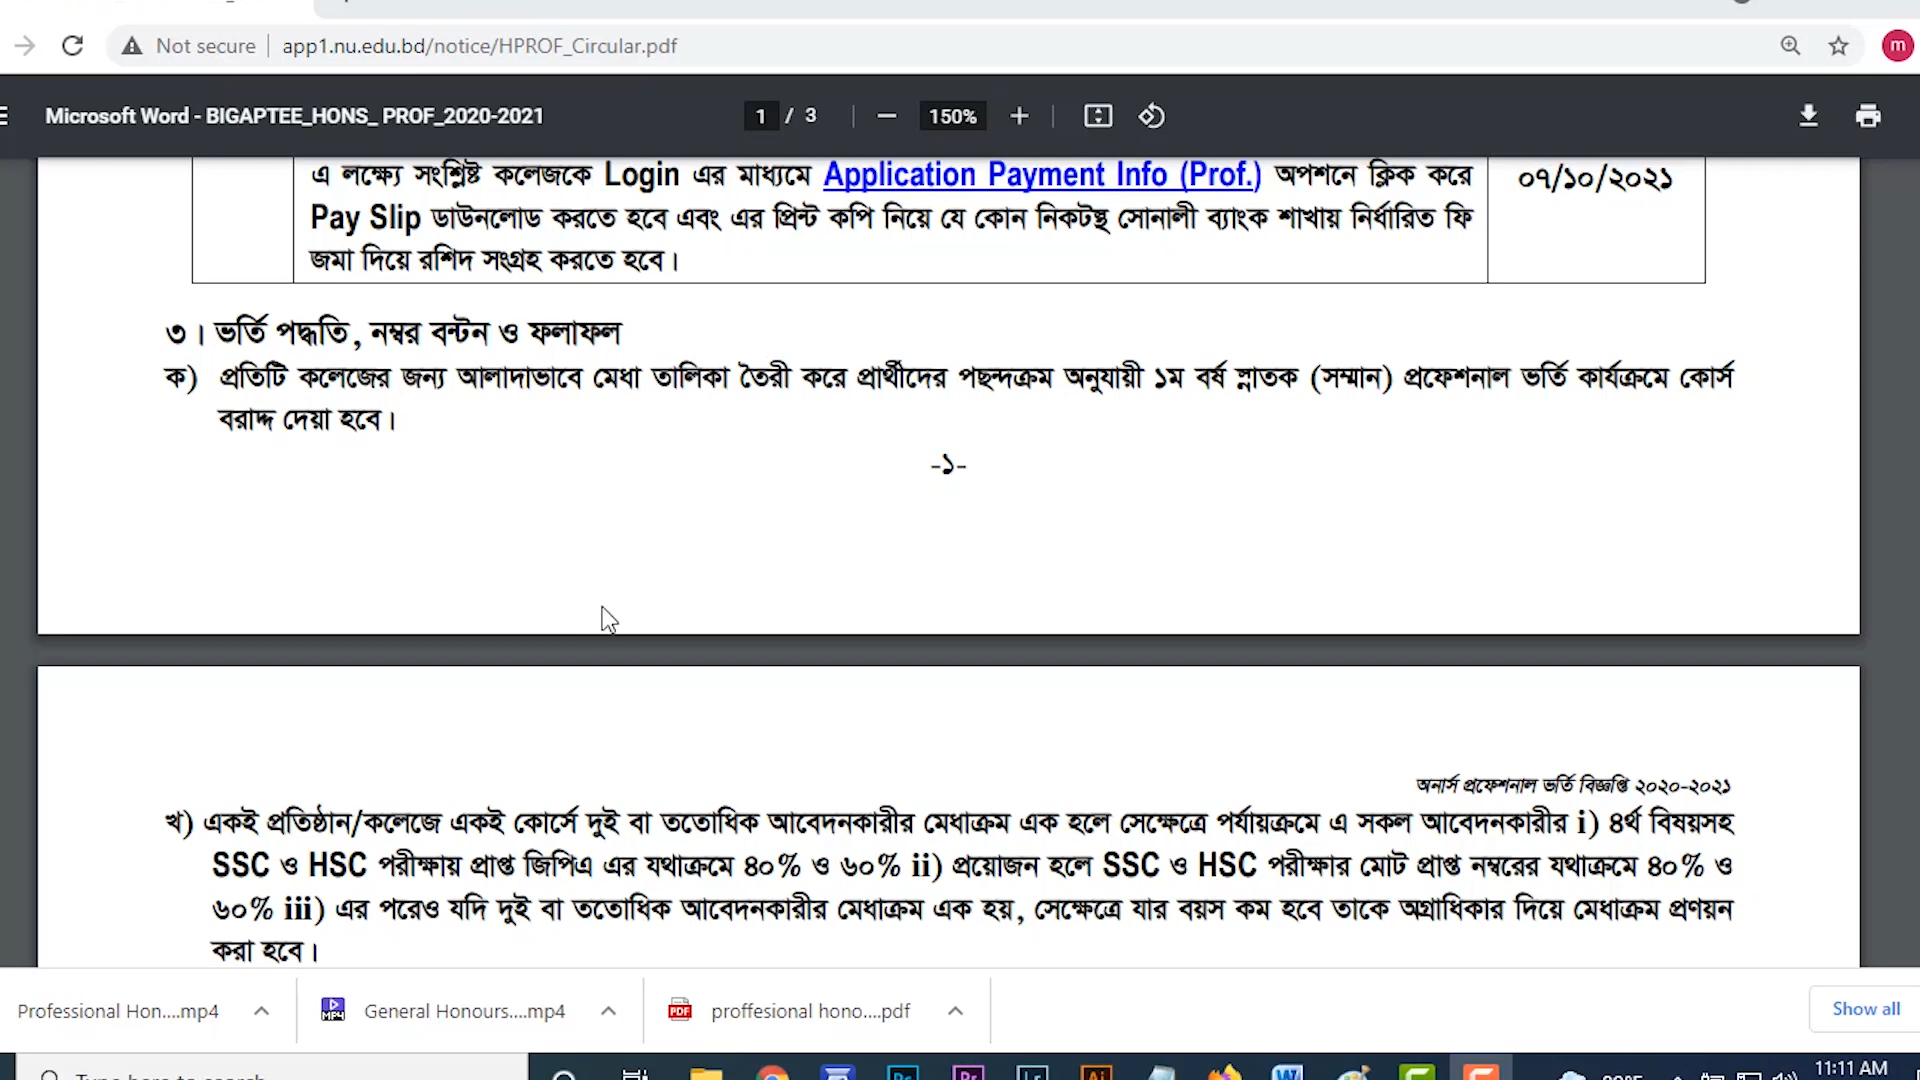 Not secure app1.nu.edu.bd/notice/HPROF_Circular.pdf m
Microsoft Word - BIGAPTEE_HONS_ PROF_2020-2021 1 / 3 150%
এ লক্ষ্যে সংশ্লিষ্ট কলেজকে Login এর মাধ্যমে Application Payment Info (Prof.) অপশনে ক্লিক করে ০৭/১০/২০২১
Pay Slip ডাউনলোড করতে হবে এবং এর প্রিন্ট কপি নিয়ে যে কোন নিকটস্থ সোনালী ব্যাংক শাখায় নির্ধারিত ফি
জমা দিয়ে রশিদ সংগ্রহ করতে হবে।
৩। ভর্তি পদ্ধতি, নম্বর বন্টন ও ফলাফল
ক) প্রতিটি কলেজের জন্য আলাদাভাবে মেধা তালিকা তৈরী করে প্রার্থীদের পছন্দক্রম অনুযায়ী ১ম বর্ষ স্নাতক (সম্মান) প্রফেশনাল ভর্তি কার্যক্রমে কোর্স
বরাদ্দ দেয়া হবে।
-১-
অনার্স প্রফেশনাল ভর্তি বিজ্ঞপ্তি ২০২০-২০২১
খ) একই প্রতিষ্ঠান/কলেজে একই কোর্সে দুই বা ততোধিক আবেদনকারীর মেধাক্রম এক হলে সেক্ষেত্রে পর্যায়ক্রমে এ সকল আবেদনকারীর i) ৪র্থ বিষয়সহ
SSC ও HSC পরীক্ষায় প্রাপ্ত জিপিএ এর যথাক্রমে ৪০% ও ৬০% ii) প্রয়োজন হলে SSC ও HSC পরীক্ষার মোট প্রাপ্ত নম্বরের যথাক্রমে ৪০% ও
৬০% iii) এর পরেও যদি দুই বা ততোধিক আবেদনকারীর মেধাক্রম এক হয়, সেক্ষেত্রে যার বয়স কম হবে তাকে অগ্রাধিকার দিয়ে মেধাক্রম প্রণয়ন
করা হবে।
Professional Hon....mp4 General Honours....mp4 proffesional hono....pdf Show all
11:11 AM